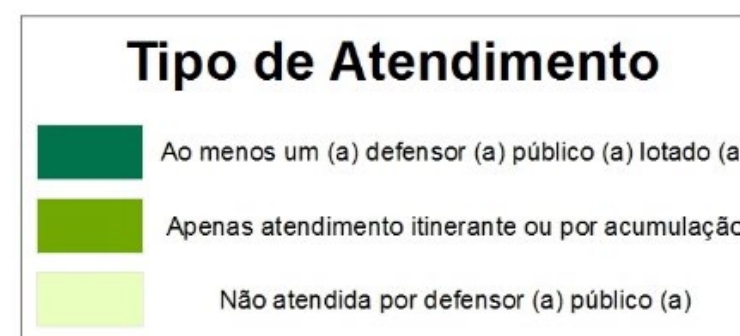 Tipo de Atendimento
Ao menos um (a) defensor (a) público (a) lotado (a
Apenas atendimento itinerante ou por acumulação
Não atendida por defensor (a) público (a)